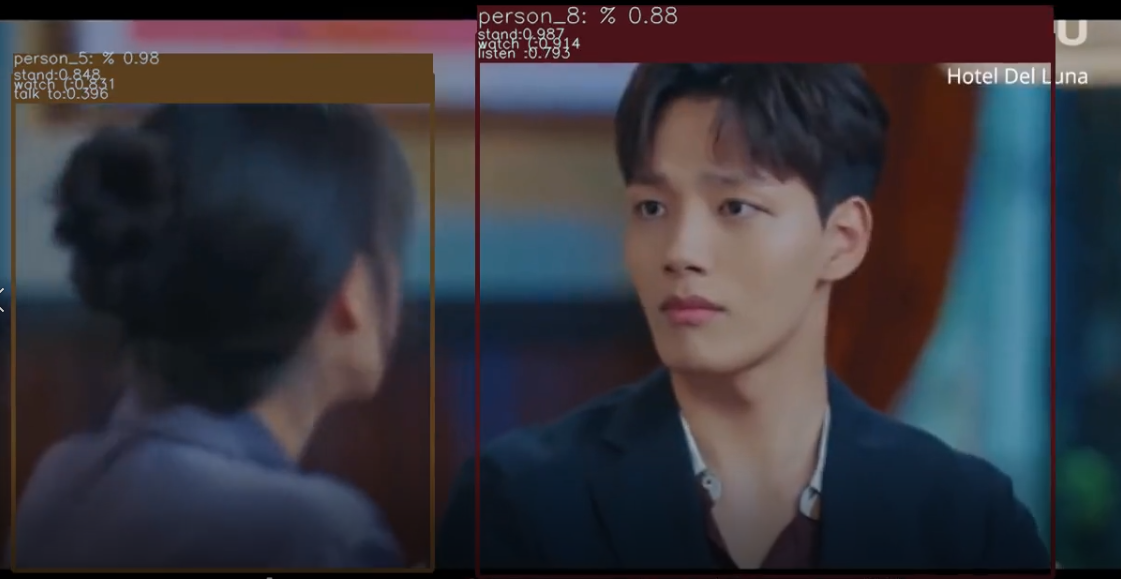 person_8: % 0.88
stand:0.987
watch (:0.914
listen :0.793
U
person_5: % 0.98
stand:0.848
watch (:0.831
talk to:0.396
Hotel Del Luna